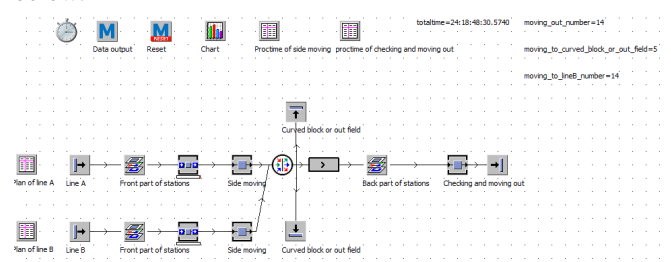 totaltime=24:18:48:30.5740
moving_out_number=14
M
M
RESET
Data output
Reset
Chart
Proctime of side moving
proctime of checking and moving out
moving_to_curved_block_or_out_field=5
moving_to_lineB_number=14
Curved block or out field
Plan of line A
Line A
Front part of stations
Side moving
Back part of stations
Checking and moving out
Plan of line B
Line B
Front part of stations
Side moving
Curved block or out field